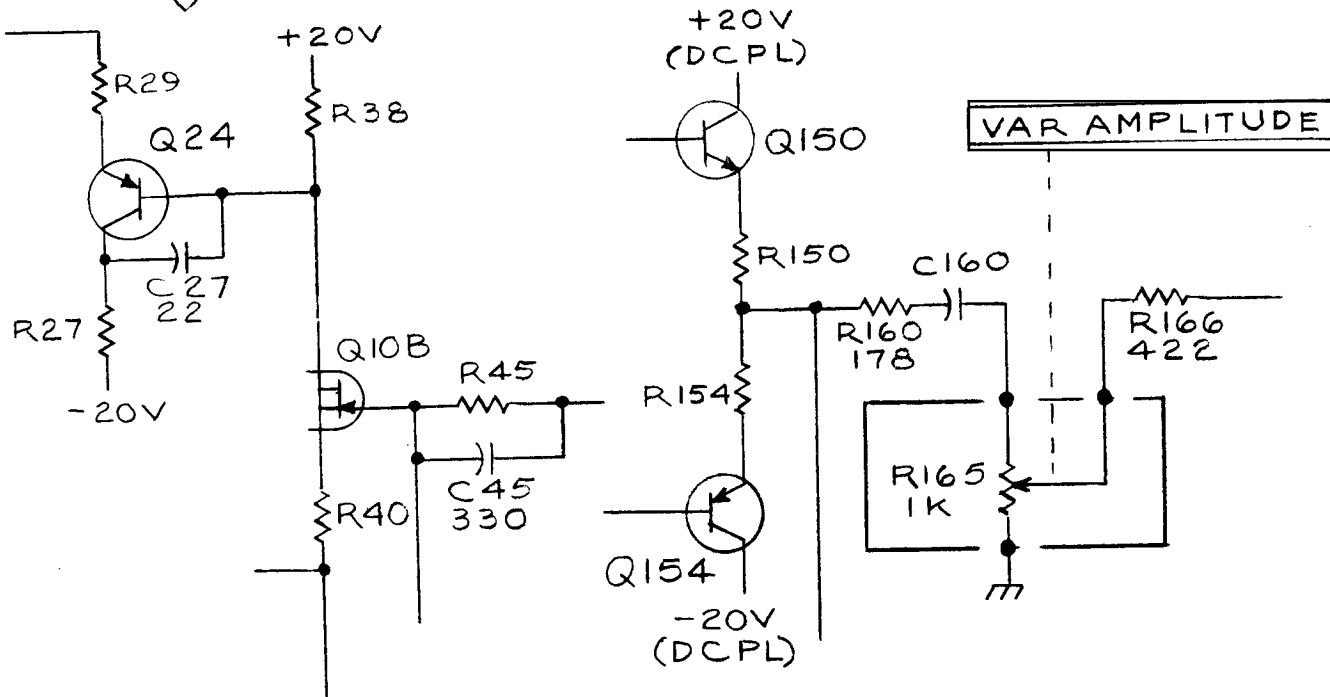 +20V
R29
R38
Q24
C27
22
R27
-20V
Q10B
R45
C45
330
R40
+20V
(DCPL)
Q150
R150
C160
R160
178
R154
Q154
-20V
(DCPL)
VAR AMPLITUDE
R166
422
R165
1K